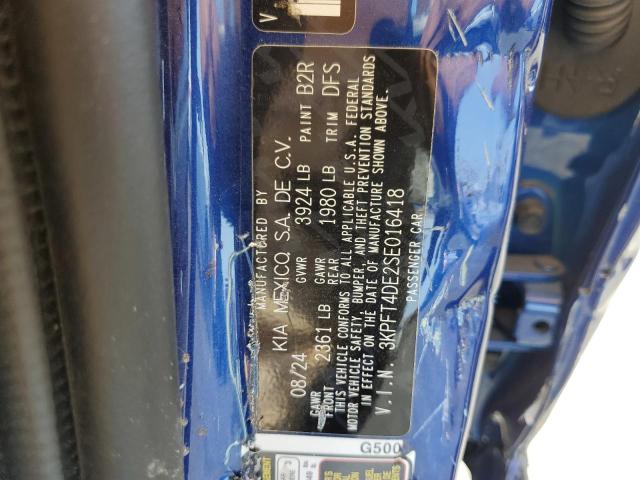 V
MANUFACTURED BY
KIA MEXICO, S.A. DE C.V.
08/24 GVWR 3924 LB PAINT B2R
GAWR FRONT 2361 LB GAWR REAR 1980 LB TRIM DFS
THIS VEHICLE CONFORMS TO ALL APPLICABLE U.S.A. FEDERAL
MOTOR VEHICLE SAFETY, BUMPER, AND THEFT PREVENTION STANDARDS
IN EFFECT ON THE DATE OF MANUFACTURE SHOWN ABOVE.
V.I.N. 3KPFT4DE2SE016418
PASSENGER CAR
G500